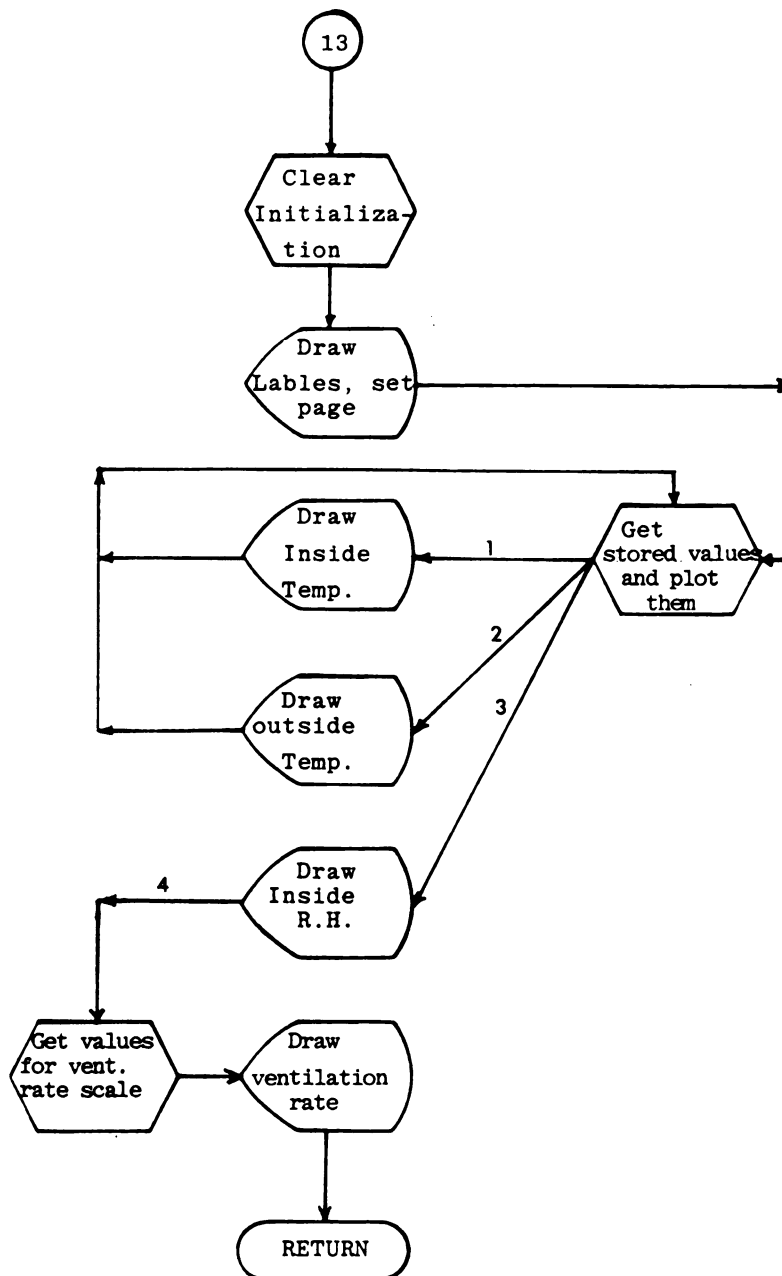 13
Clear
Initializa-
tion
Draw
Lables, set
page
Draw
Inside
Temp.
1
Get
stored values
and plot
them
2
3
Draw
outside
Temp.
Draw
Inside
R.H.
4
Get values
for vent.
rate scale
Draw
ventilation
rate
RETURN